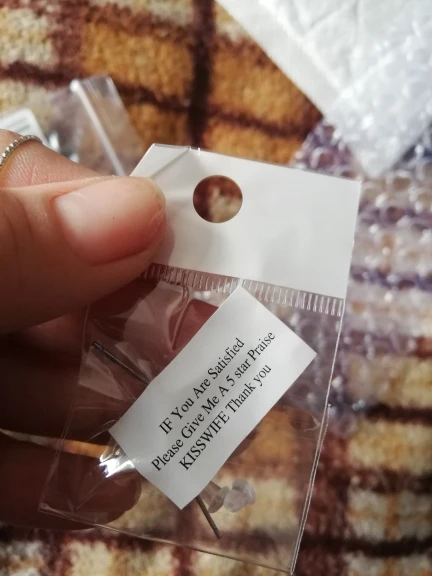 IF You Are Satisfied
Please Give Me A 5 star Praise
KISSWIFE Thank you